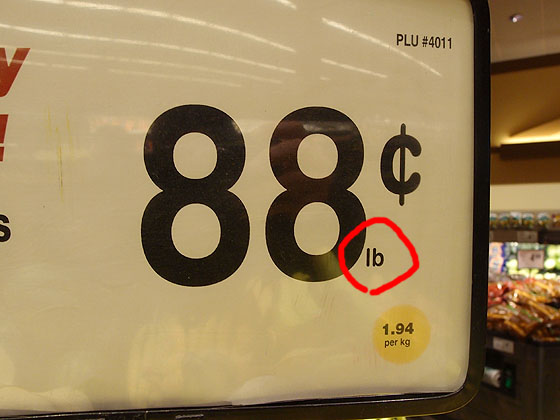 PLU #4011
y
!
88¢
lb
s
1.94
per kg